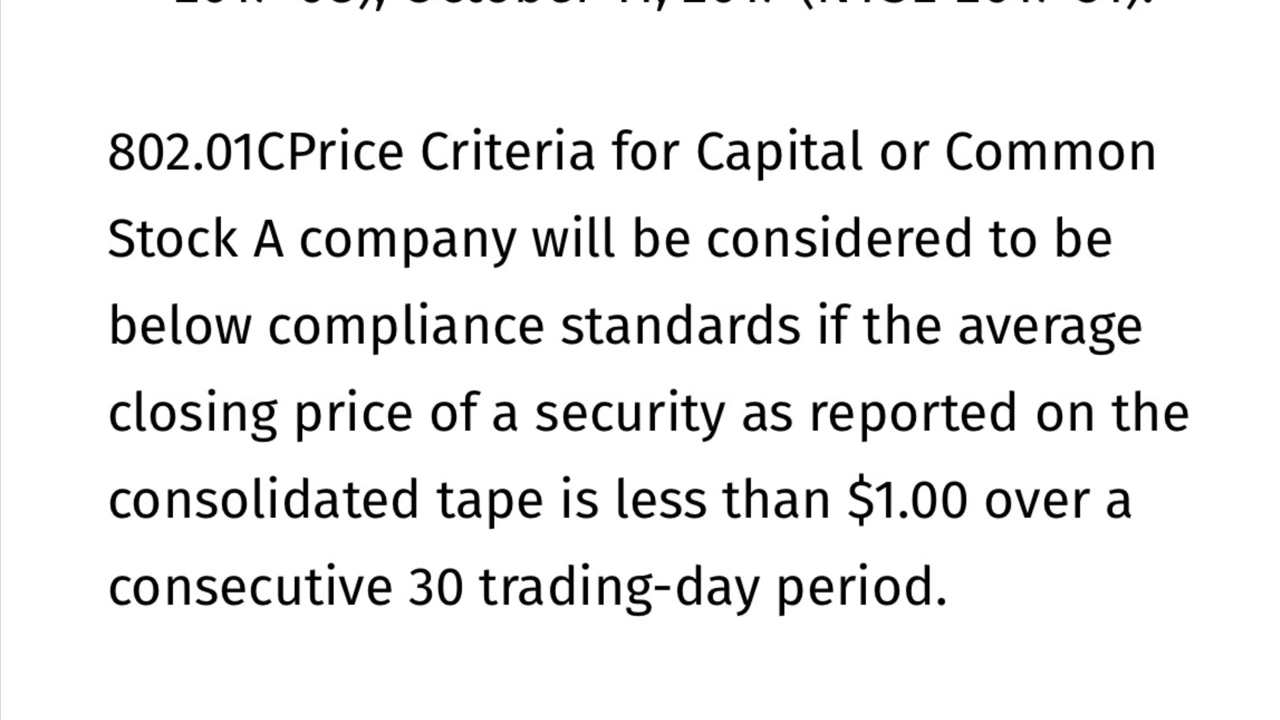 802.01CPrice Criteria for Capital or Common
Stock A company will be considered to be
below compliance standards if the average
closing price of a security as reported on the
consolidated tape is less than $1.00 over a
consecutive 30 trading-day period.